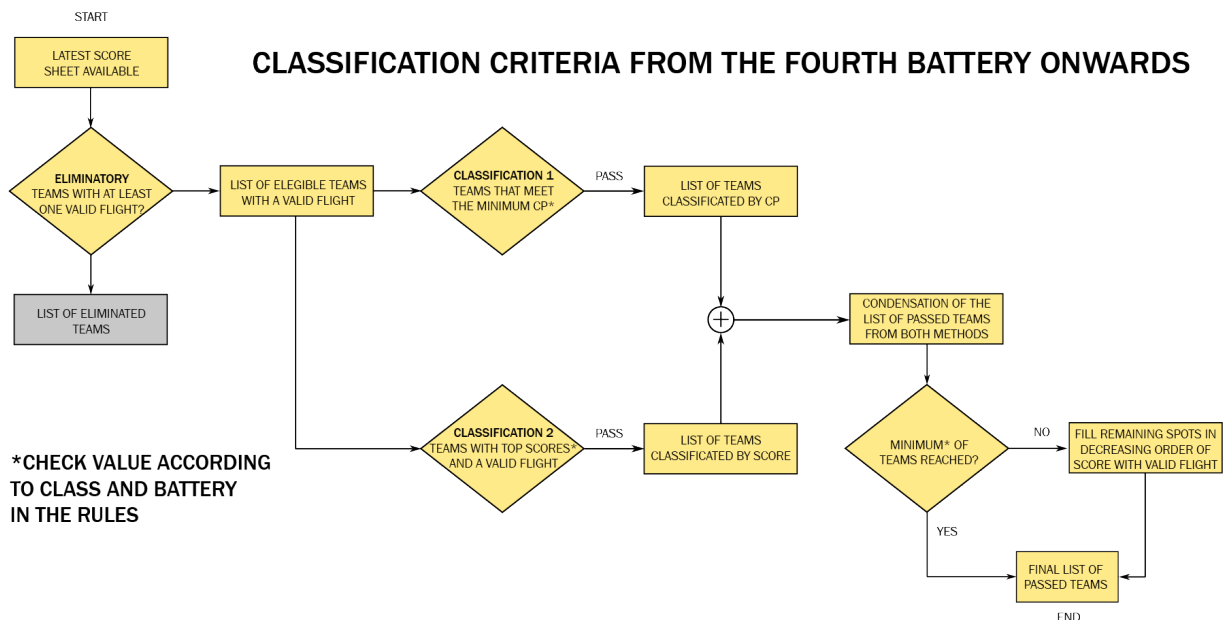 START
LATEST SCORE
SHEET AVAILABLE
CLASSIFICATION CRITERIA FROM THE FOURTH BATTERY ONWARDS
ELIMINATORY
TEAMS WITH AT LEAST
ONE VALID FLIGHT?
LIST OF ELEGIBLE TEAMS
WITH A VALID FLIGHT
CLASSIFICATION 1
TEAMS THAT MEET
THE MINIMUM CP*
PASS
LIST OF TEAMS
CLASSIFICATED BY CP
LIST OF ELIMINATED
TEAMS
CONDENSATION OF THE
LIST OF PASSED TEAMS
FROM BOTH METHODS
CLASSIFICATION 2
TEAMS WITH TOP SCORES*
AND A VALID FLIGHT
PASS
LIST OF TEAMS
CLASSIFICATED BY SCORE
MINIMUM* OF
TEAMS REACHED?
NO
FILL REMAINING SPOTS IN
DECREASING ORDER OF
SCORE WITH VALID FLIGHT
*CHECK VALUE ACCORDING
TO CLASS AND BATTERY
IN THE RULES
YES
FINAL LIST OF
PASSED TEAMS
END